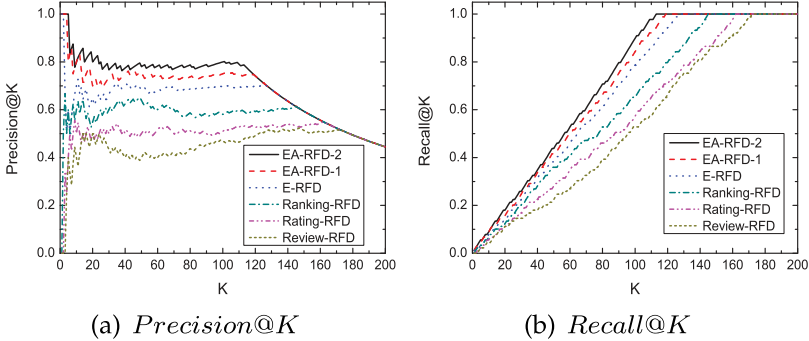 1.0
0.8
0.6
0.4
0.2
0.0
Precision@K
EA-RFD-2
EA-RFD-1
E-RFD
Ranking-RFD
Rating-RFD
Review-RFD
0 20 40 60 80 100 120 140 160 180 200
K
(a) Precision@K
1.0
0.8
0.6
0.4
0.2
0.0
Recall@K
EA-RFD-2
EA-RFD-1
E-RFD
Ranking-RFD
Rating-RFD
Review-RFD
0 20 40 60 80 100 120 140 160 180 200
K
(b) Recall@K